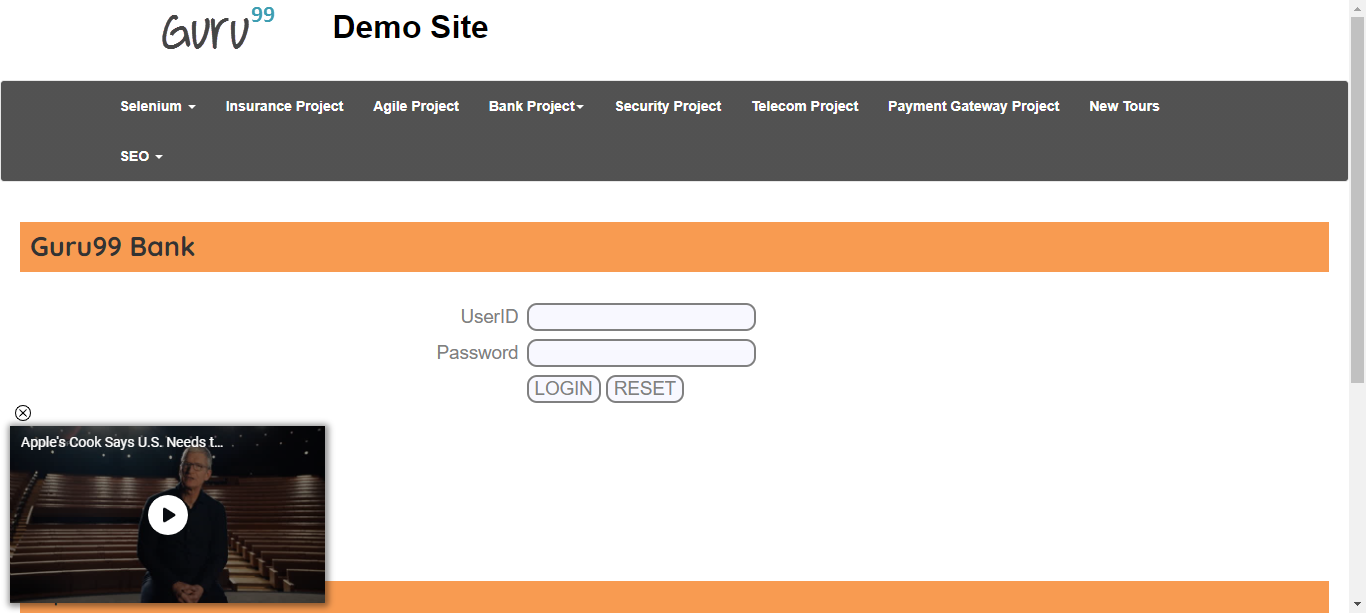 Guru99
Demo Site
Selenium
Insurance Project
Agile Project
Bank Project
Security Project
Telecom Project
Payment Gateway Project
New Tours
SEO
Guru99 Bank
UserID
Password
LOGIN RESET
Apple's Cook Says U.S. Needs t...